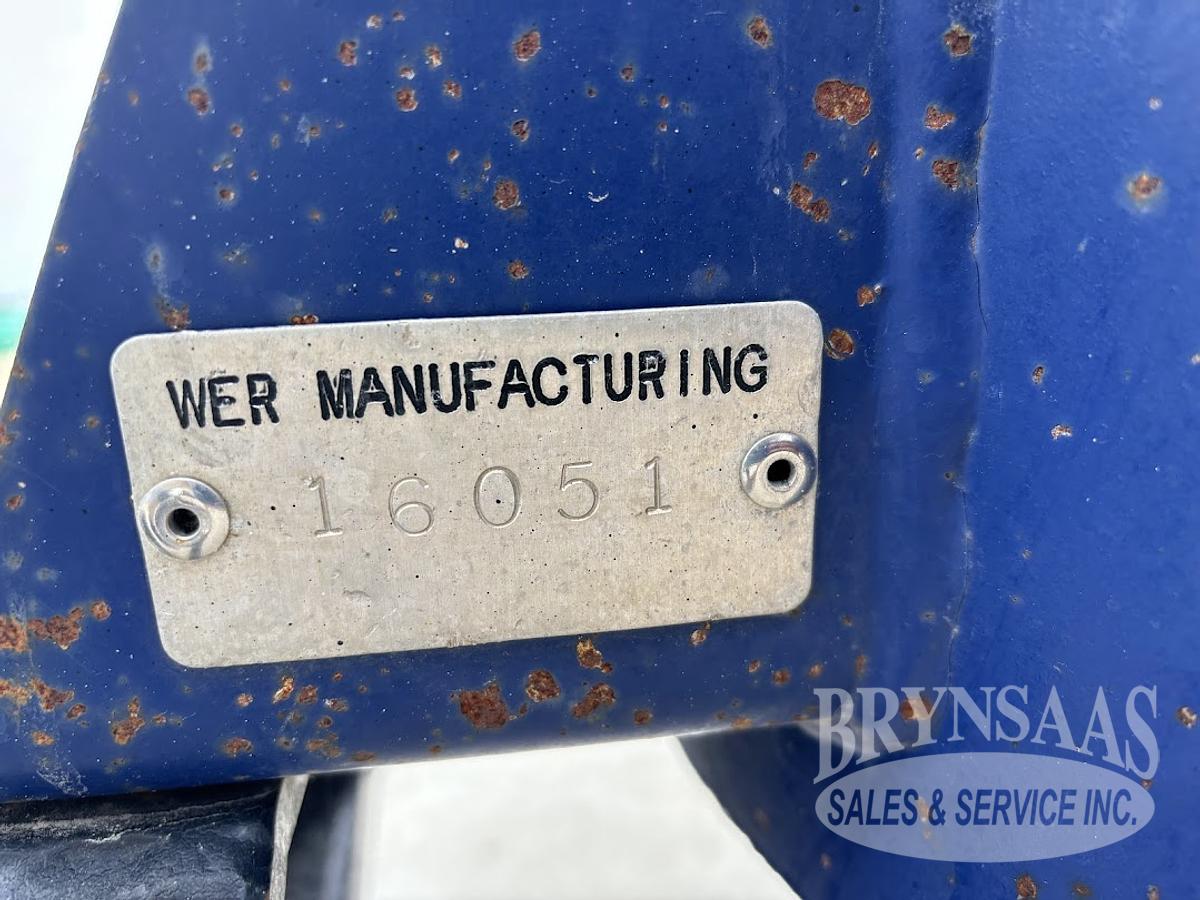 WER MANUFACTURING
16051
BRYNSAAS
SALES & SERVICE INC.